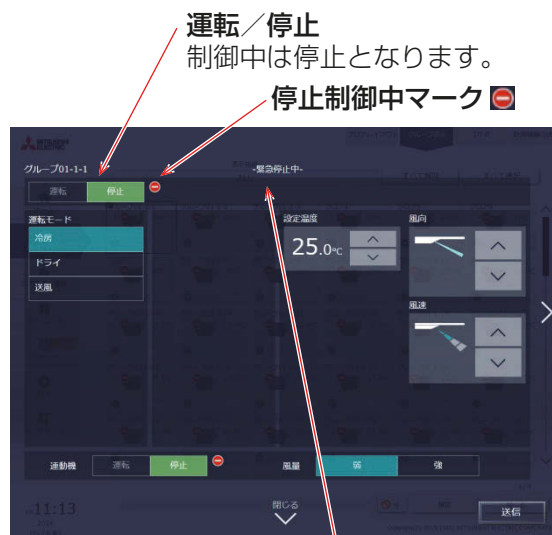 運転／停止
制御中は停止となります。
停止制御中マーク
MITSUBISHI
ELECTRIC
グループ01-1-1
-緊急停止中-
運転
停止
運転モード
冷房
ドライ
送風
設定温度
25.0℃
風向
風速
連動機
運転
停止
風量
弱
強
11:13
閉じる
送信